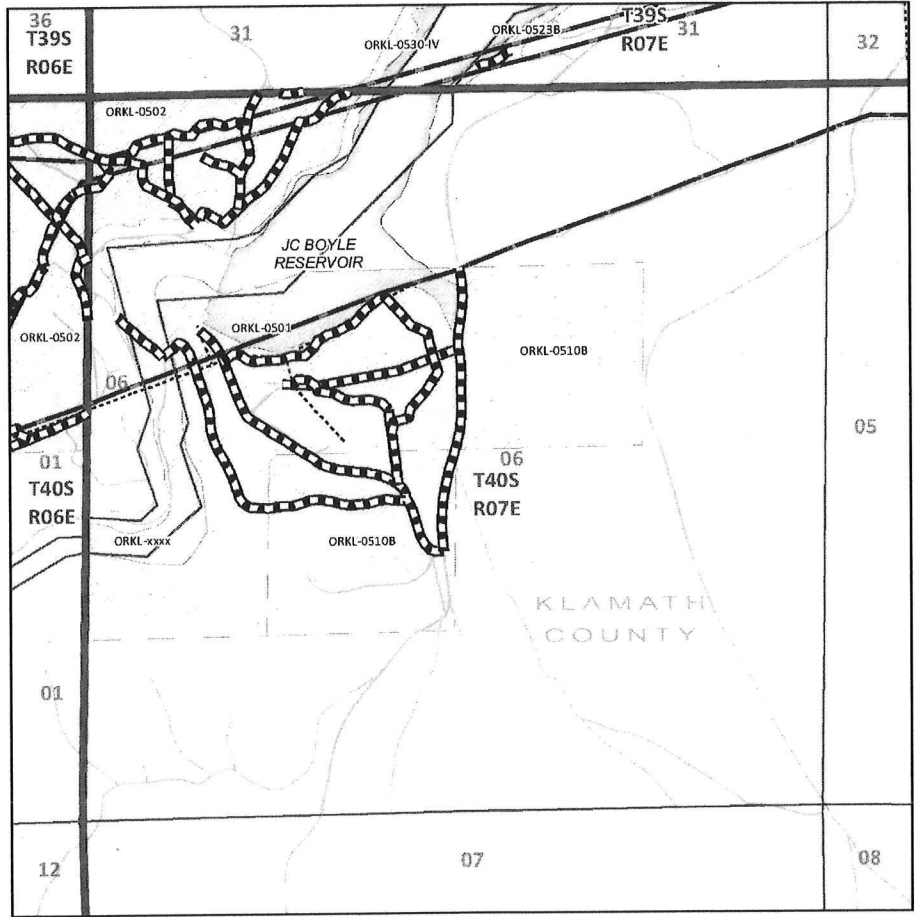 36
T39S
R06E
31
ORKL-0530-IV
ORKL-0523B
T39S
R07E
31
32
ORKL-0502
JC BOYLE
RESERVOIR
ORKL-0502
ORKL-0501
ORKL-0510B
06
05
01
T40S
R06E
06
T40S
R07E
ORKL-xxxx
ORKL-0510B
KLAMATH
COUNTY
01
12
07
08